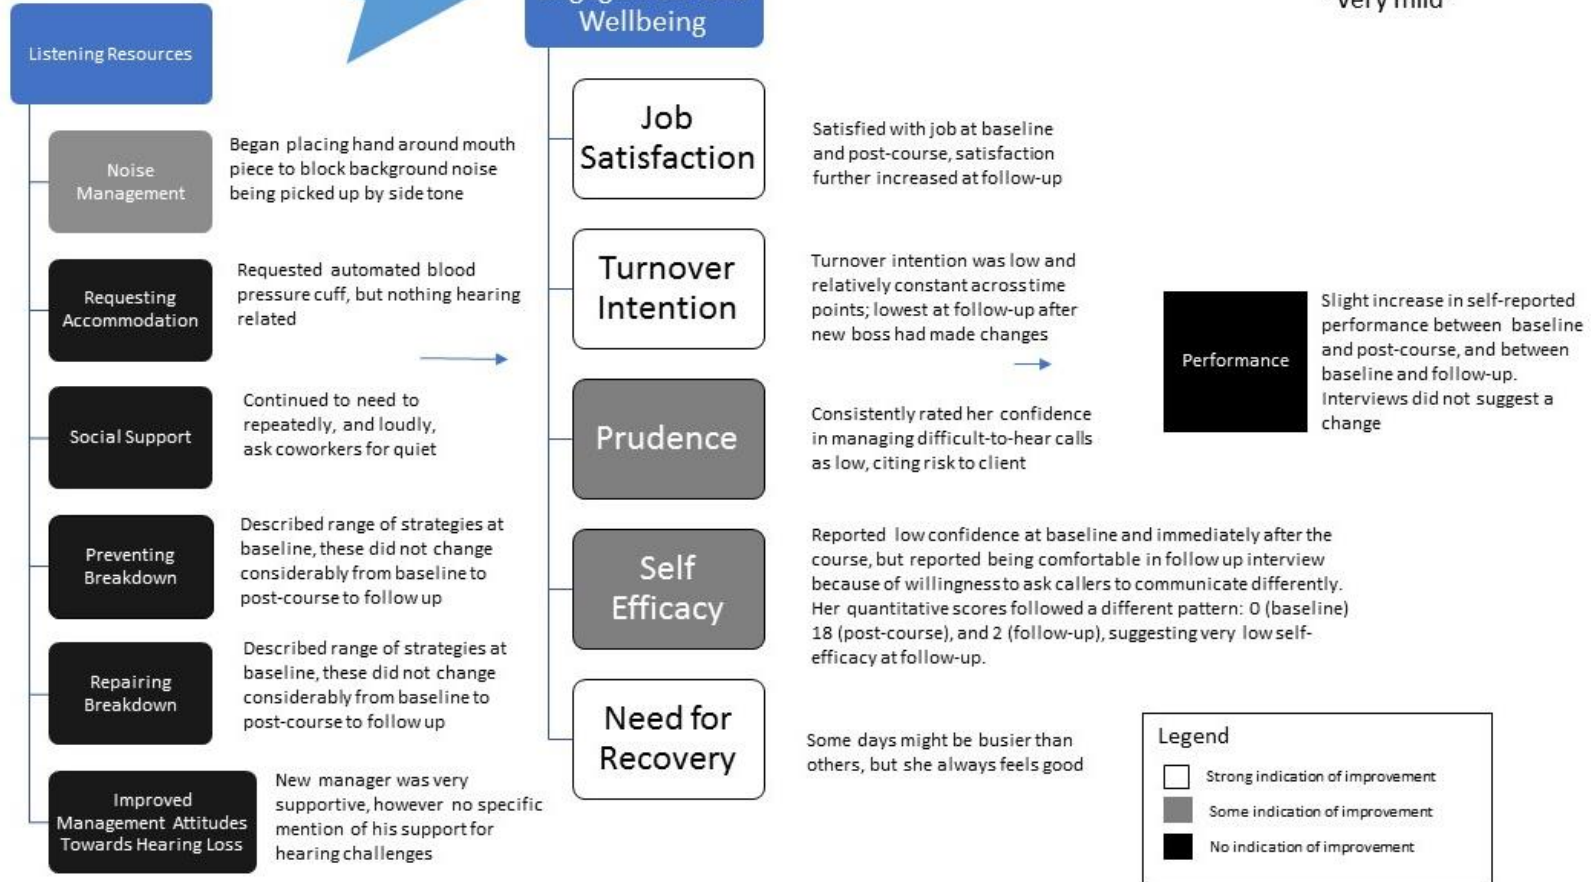 Very mild
Wellbeing
Listening Resources
Noise
Management
Began placing hand around mouth
piece to block background noise
being picked up by side tone
Requesting
Accommodation
Requested automated blood
pressure cuff, but nothing hearing
related
Social Support
Continued to need to
repeatedly, and loudly,
ask coworkers for quiet
Preventing
Breakdown
Described range of strategies at
baseline, these did not change
considerably from baseline to
post-course to follow up
Repairing
Breakdown
Described range of strategies at
baseline, these did not change
considerably from baseline to
post-course to follow up
Improved
Management Attitudes
Towards Hearing Loss
New manager was very
supportive, however no specific
mention of his support for
hearing challenges
Job
Satisfaction
Satisfied with job at baseline
and post-course, satisfaction
further increased at follow-up
Turnover
Intention
Turnover intention was low and
relatively constant across time
points; lowest at follow-up after
new boss had made changes
Prudence
Consistently rated her confidence
in managing difficult-to-hear calls
as low, citing risk to client
Self
Efficacy
Reported low confidence at baseline and immediately after the
course, but reported being comfortable in follow up interview
because of willingness to ask callers to communicate differently.
Her quantitative scores followed a different pattern: 0 (baseline)
18 (post-course), and 2 (follow-up), suggesting very low self-
efficacy at follow-up.
Need for
Recovery
Some days might be busier than
others, but she always feels good
Performance
Slight increase in self-reported
performance between baseline
and post-course, and between
baseline and follow-up.
Interviews did not suggest a
change
Legend
Strong indication of improvement
Some indication of improvement
No indication of improvement